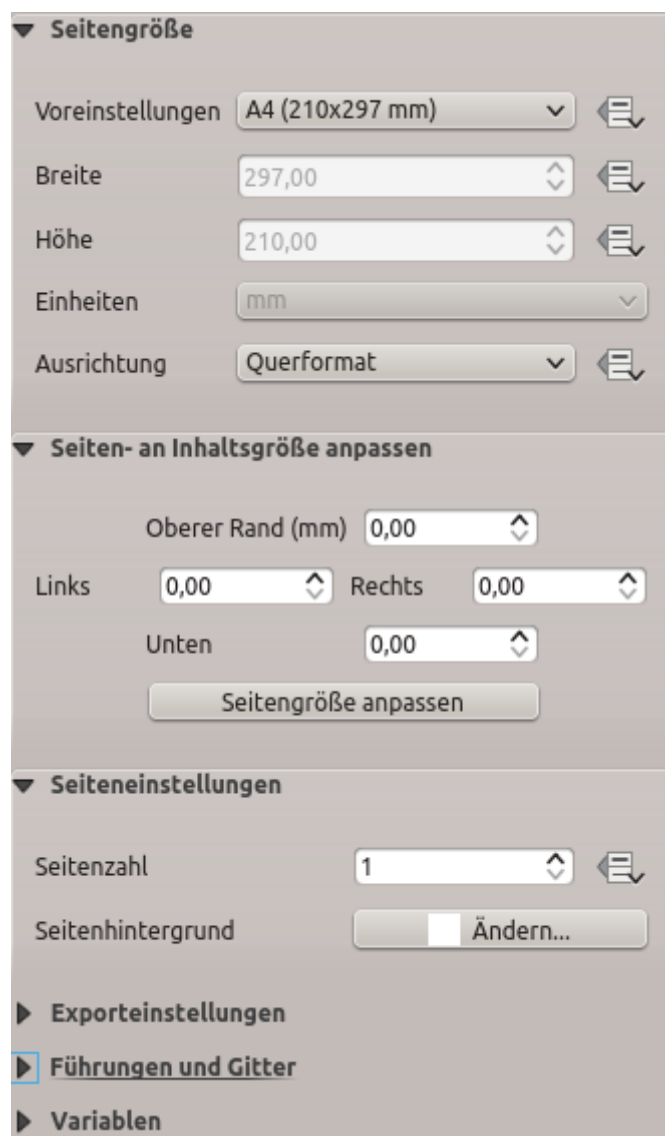 Seitengröße
Voreinstellungen A4 (210x297 mm)
Breite 297,00
Höhe 210,00
Einheiten mm
Ausrichtung Querformat
Seiten- an Inhaltsgröße anpassen
Oberer Rand (mm) 0,00
Links 0,00 Rechts 0,00
Unten 0,00
Seitengröße anpassen
Seiteneinstellungen
Seitenzahl 1
Seitenhintergrund Ändern...
Exporteinstellungen
Führungen und Gitter
Variablen